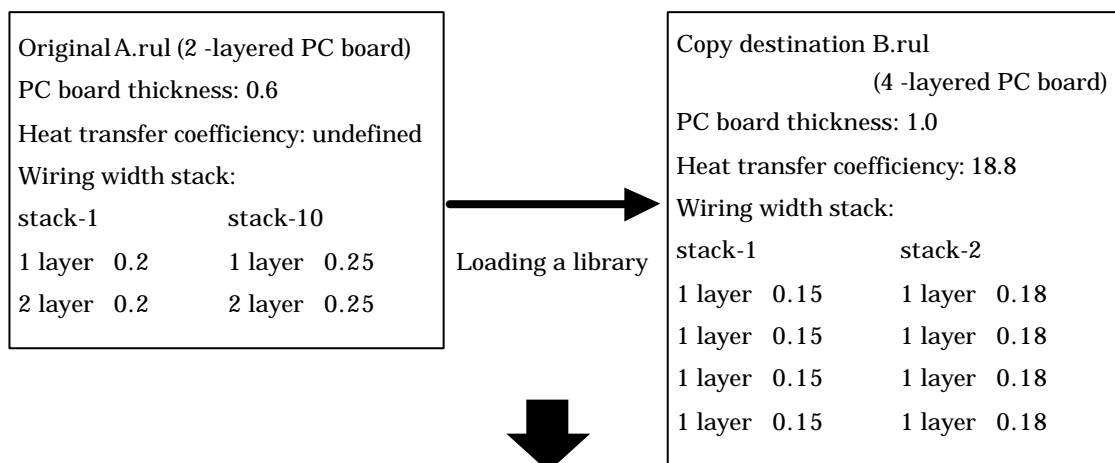 Original A.rul (2 -layered PC board)
PC board thickness: 0.6
Heat transfer coefficiency: undefined
Wiring width stack:
stack-1 stack-10
1 layer 0.2 1 layer 0.25
2 layer 0.2 2 layer 0.25
Loading a library
Copy destination B.rul
(4 -layered PC board)
PC board thickness: 1.0
Heat transfer coefficiency: 18.8
Wiring width stack:
stack-1 stack-2
1 layer 0.15 1 layer 0.18
1 layer 0.15 1 layer 0.18
1 layer 0.15 1 layer 0.18
1 layer 0.15 1 layer 0.18